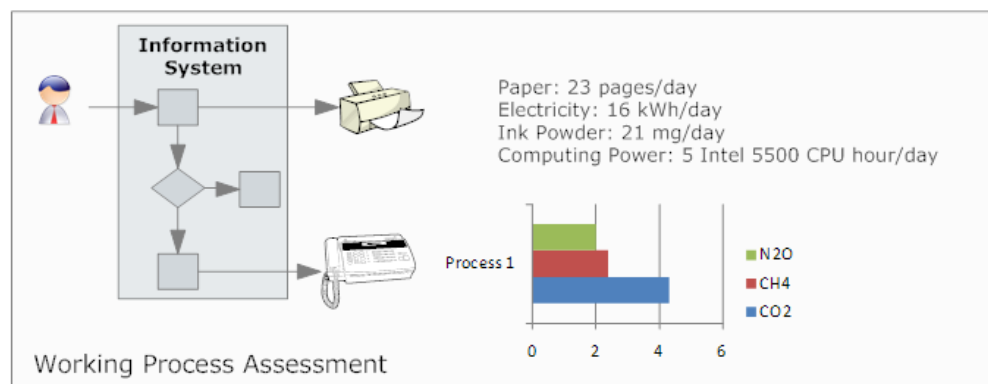 Information
System
Paper: 23 pages/day
Electricity: 16 kWh/day
Ink Powder: 21 mg/day
Computing Power: 5 Intel 5500 CPU hour/day
Process 1
N2O
CH4
CO2
0 2 4 6
Working Process Assessment